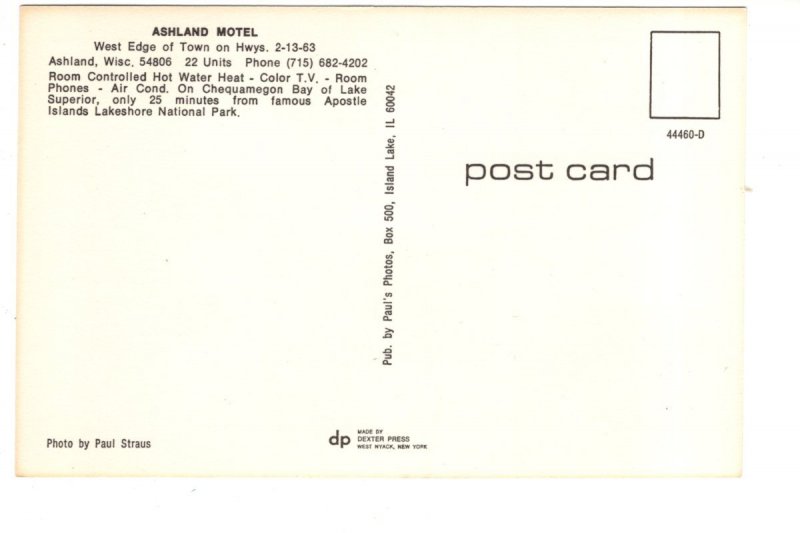 ASHLAND MOTEL
West Edge of Town on Hwys. 2-13-63
Ashland, Wisc. 54806 22 Units Phone (715) 682-4202
Room Controlled Hot Water Heat - Color T.V. - Room
Phones - Air Cond. On Chequamegon Bay of Lake
Superior, only 25 minutes from famous Apostle
Islands Lakeshore National Park.
Photo by Paul Straus
Pub. by Paul's Photos, Box 500, Island Lake, IL 60042
dp
MADE BY
DEXTER PRESS
WEST NYACK, NEW YORK
44460-D
post card